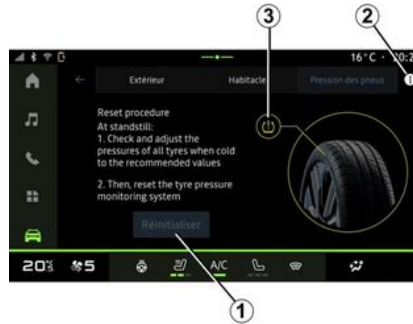 3
2
16°C · 20:2
Extérieur
Habitacle
Pression des pneus
Reset procedure
At standstill:
1. Check and adjust the
pressures of all tyres when cold
to the recommended values
2. Then, reset the tyre pressure
monitoring system
Réinitialiser
5
A/C
1